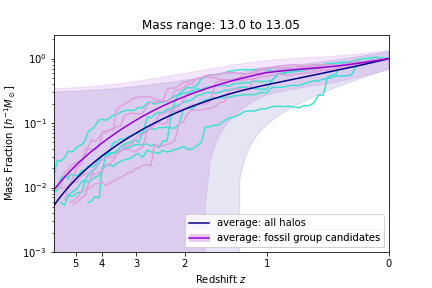 Mass range: 13.0 to 13.05
Mass Fraction [h⁻¹M⊙]
10⁰
10⁻¹
10⁻²
10⁻³
average: all halos
average: fossil group candidates
5 4 3 2 1 0
Redshift z